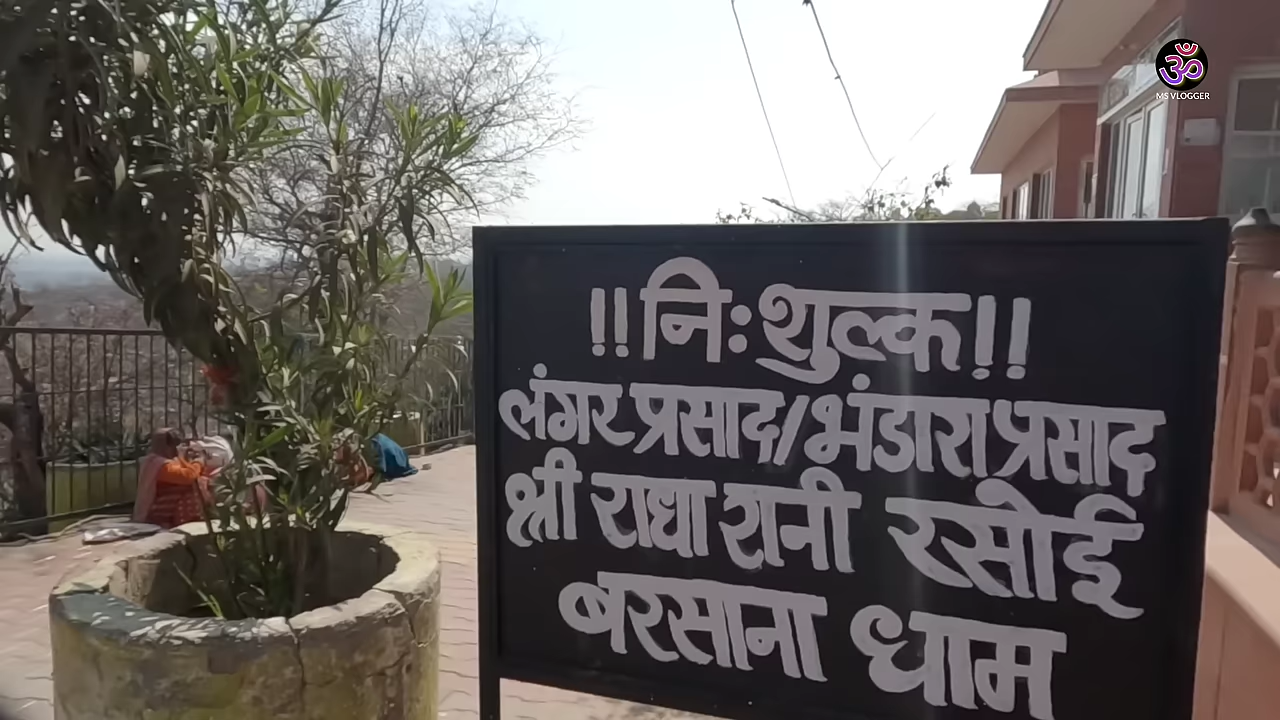 ॐ
MS VLOGGER
!! निःशुल्क !!
लंगर प्रसाद/भंडारा प्रसाद
श्री राधा रानी रसोई
बरसाना धाम